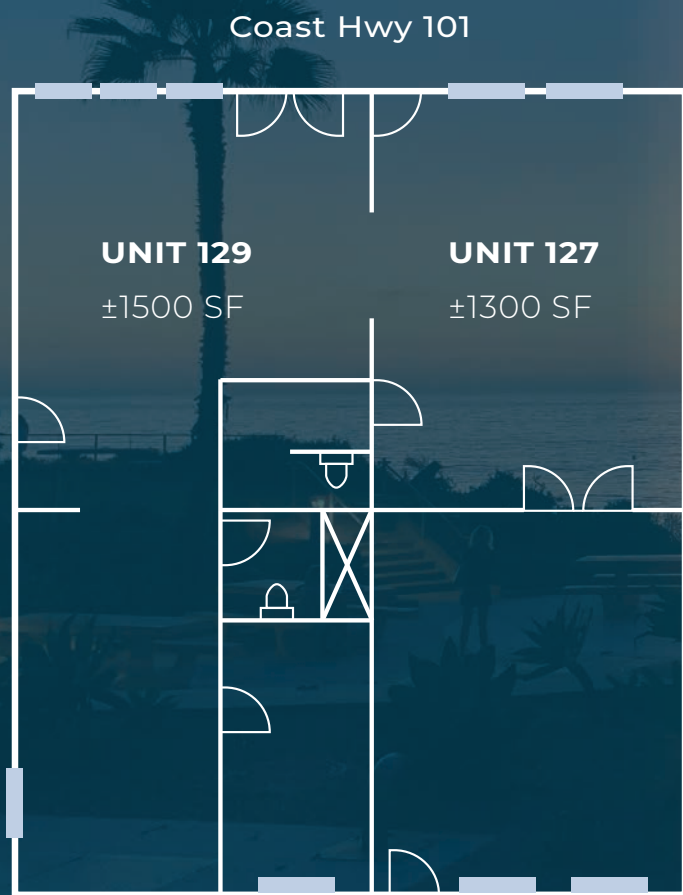 Coast Hwy 101
UNIT 129
±1500 SF
UNIT 127
±1300 SF